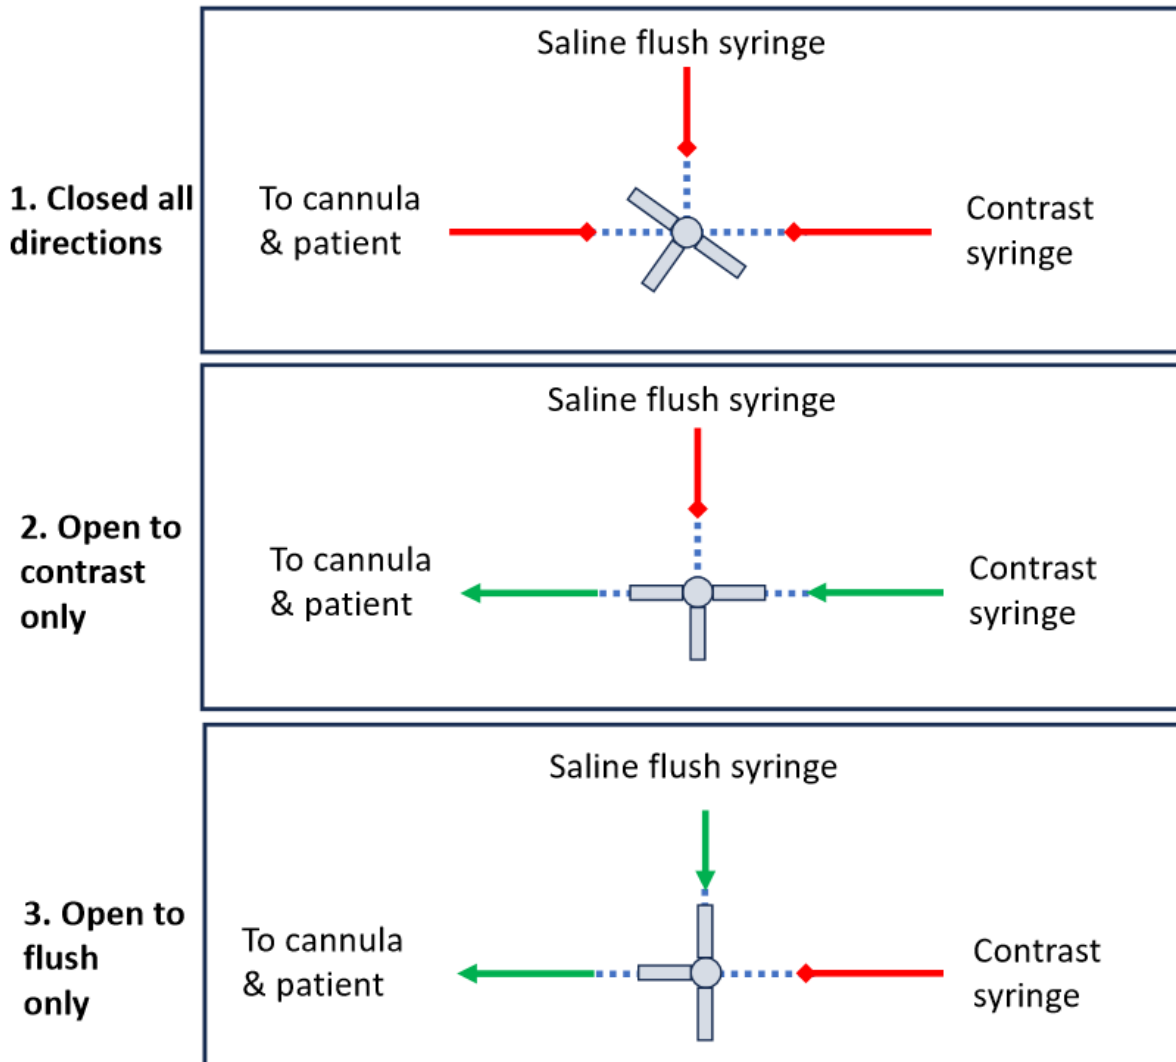 Saline flush syringe
1. Closed all
directions
To cannula
& patient
Contrast
syringe
Saline flush syringe
2. Open to
contrast
only
To cannula
& patient
Contrast
syringe
Saline flush syringe
3. Open to
flush
only
To cannula
& patient
Contrast
syringe